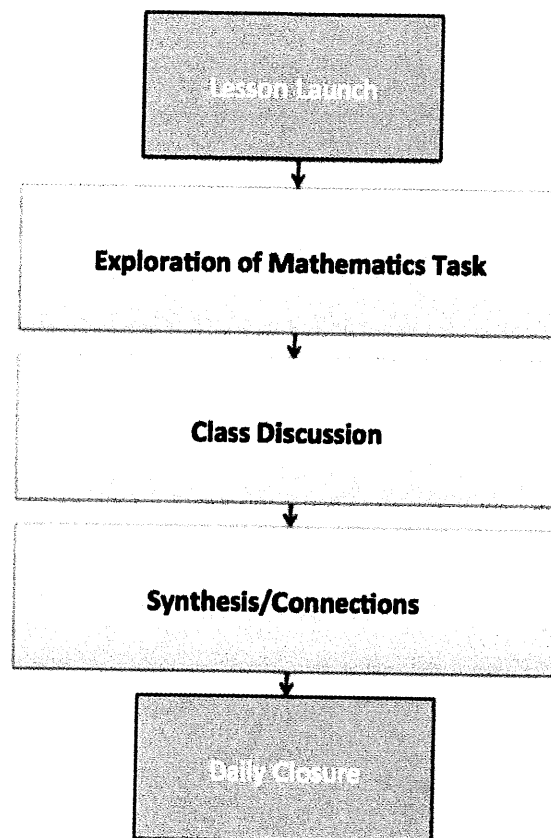 Lesson Launch
Exploration of Mathematics Task
Class Discussion
Synthesis/Connections
Daily Closure